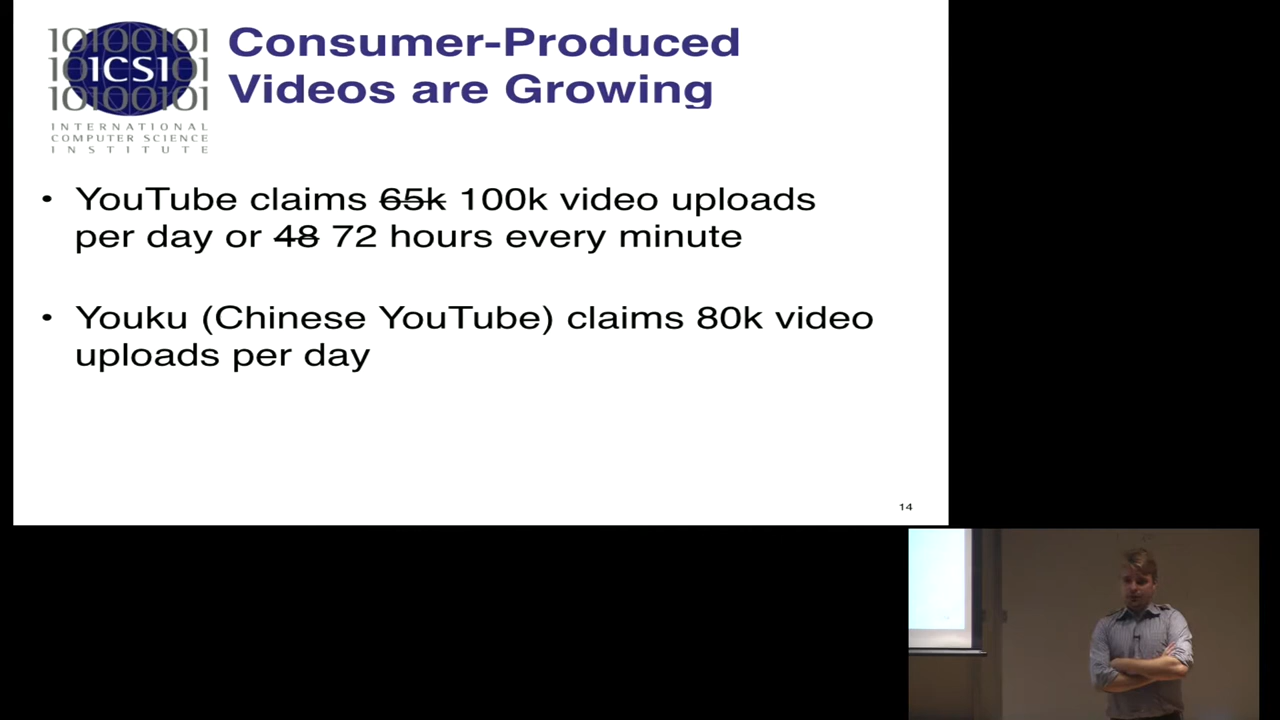 10100101
ICSI
10100101
INTERNATIONAL
COMPUTER SCIENCE
INSTITUTE
Consumer-Produced
Videos are Growing
• YouTube claims 65k 100k video uploads
per day or 48 72 hours every minute
• Youku (Chinese YouTube) claims 80k video
uploads per day
14